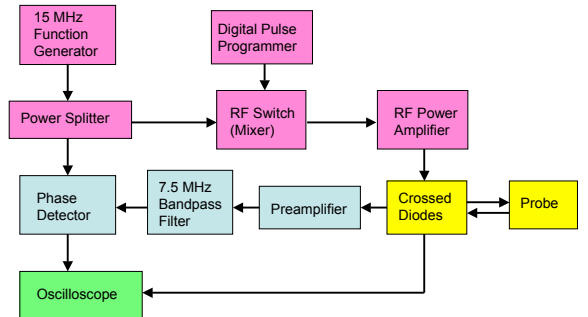 15 MHz
Function
Generator
Digital Pulse
Programmer
Power Splitter
RF Switch
(Mixer)
RF Power
Amplifier
Phase
Detector
7.5 MHz
Bandpass
Filter
Preamplifier
Crossed
Diodes
Probe
Oscilloscope